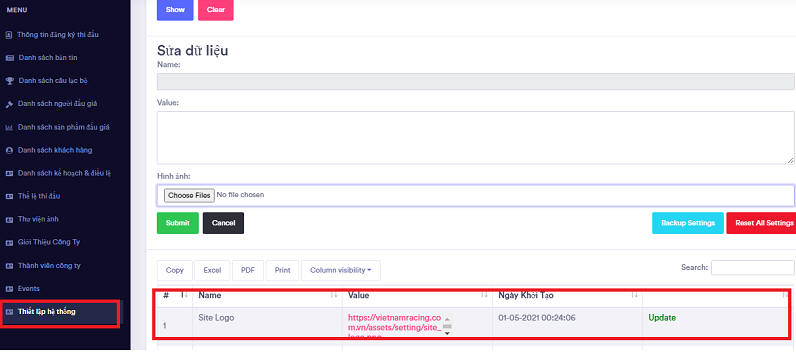 MENU
Thông tin đăng ký thi đấu
Danh sách bản tin
Danh sách câu lạc bộ
Danh sách người đấu giá
Danh sách sản phẩm đấu giá
Danh sách khách hàng
Danh sách kế hoạch & điều lệ
Thể lệ thi đấu
Thư viện ảnh
Giới Thiệu Công Ty
Thành viên công ty
Events
Thiết lập hệ thống
Show Clear
Sửa dữ liệu
Name:
Value:
Hình ảnh:
Choose Files No file chosen
Submit Cancel Backup Settings Reset All Settings
Copy Excel PDF Print Column visibility Search:
# Name Value Ngày Khởi Tạo
1 Site Logo https://vietnamracing.co 01-05-2021 00:24:06 Update
m.vn/assets/setting/site_
logo.png